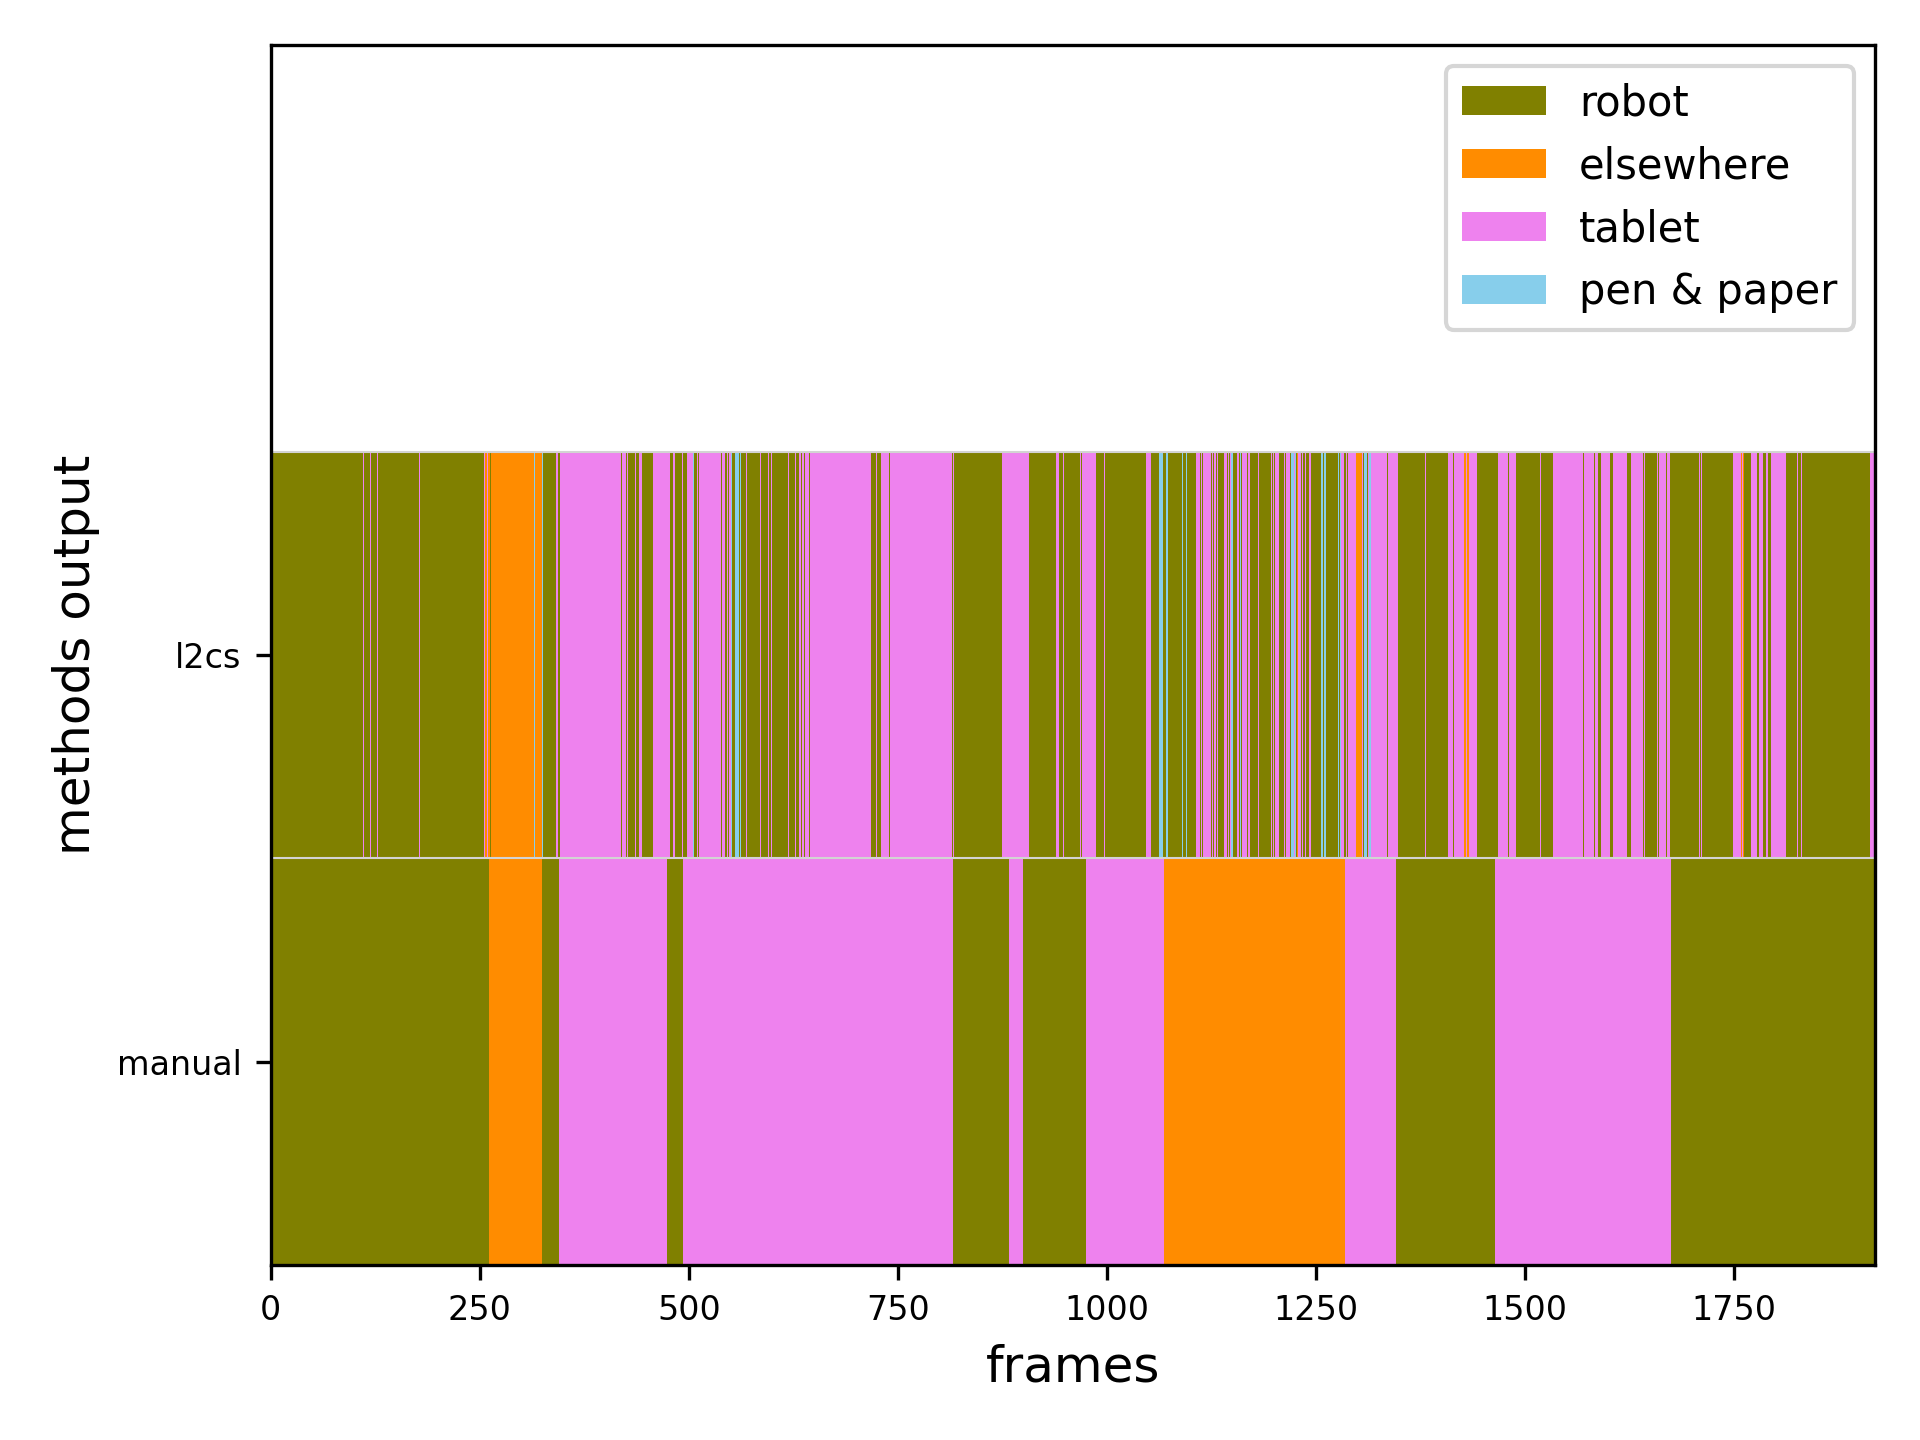 robot
elsewhere
tablet
pen & paper
methods output
l2cs
manual
0 250 500 750 1000 1250 1500 1750
frames